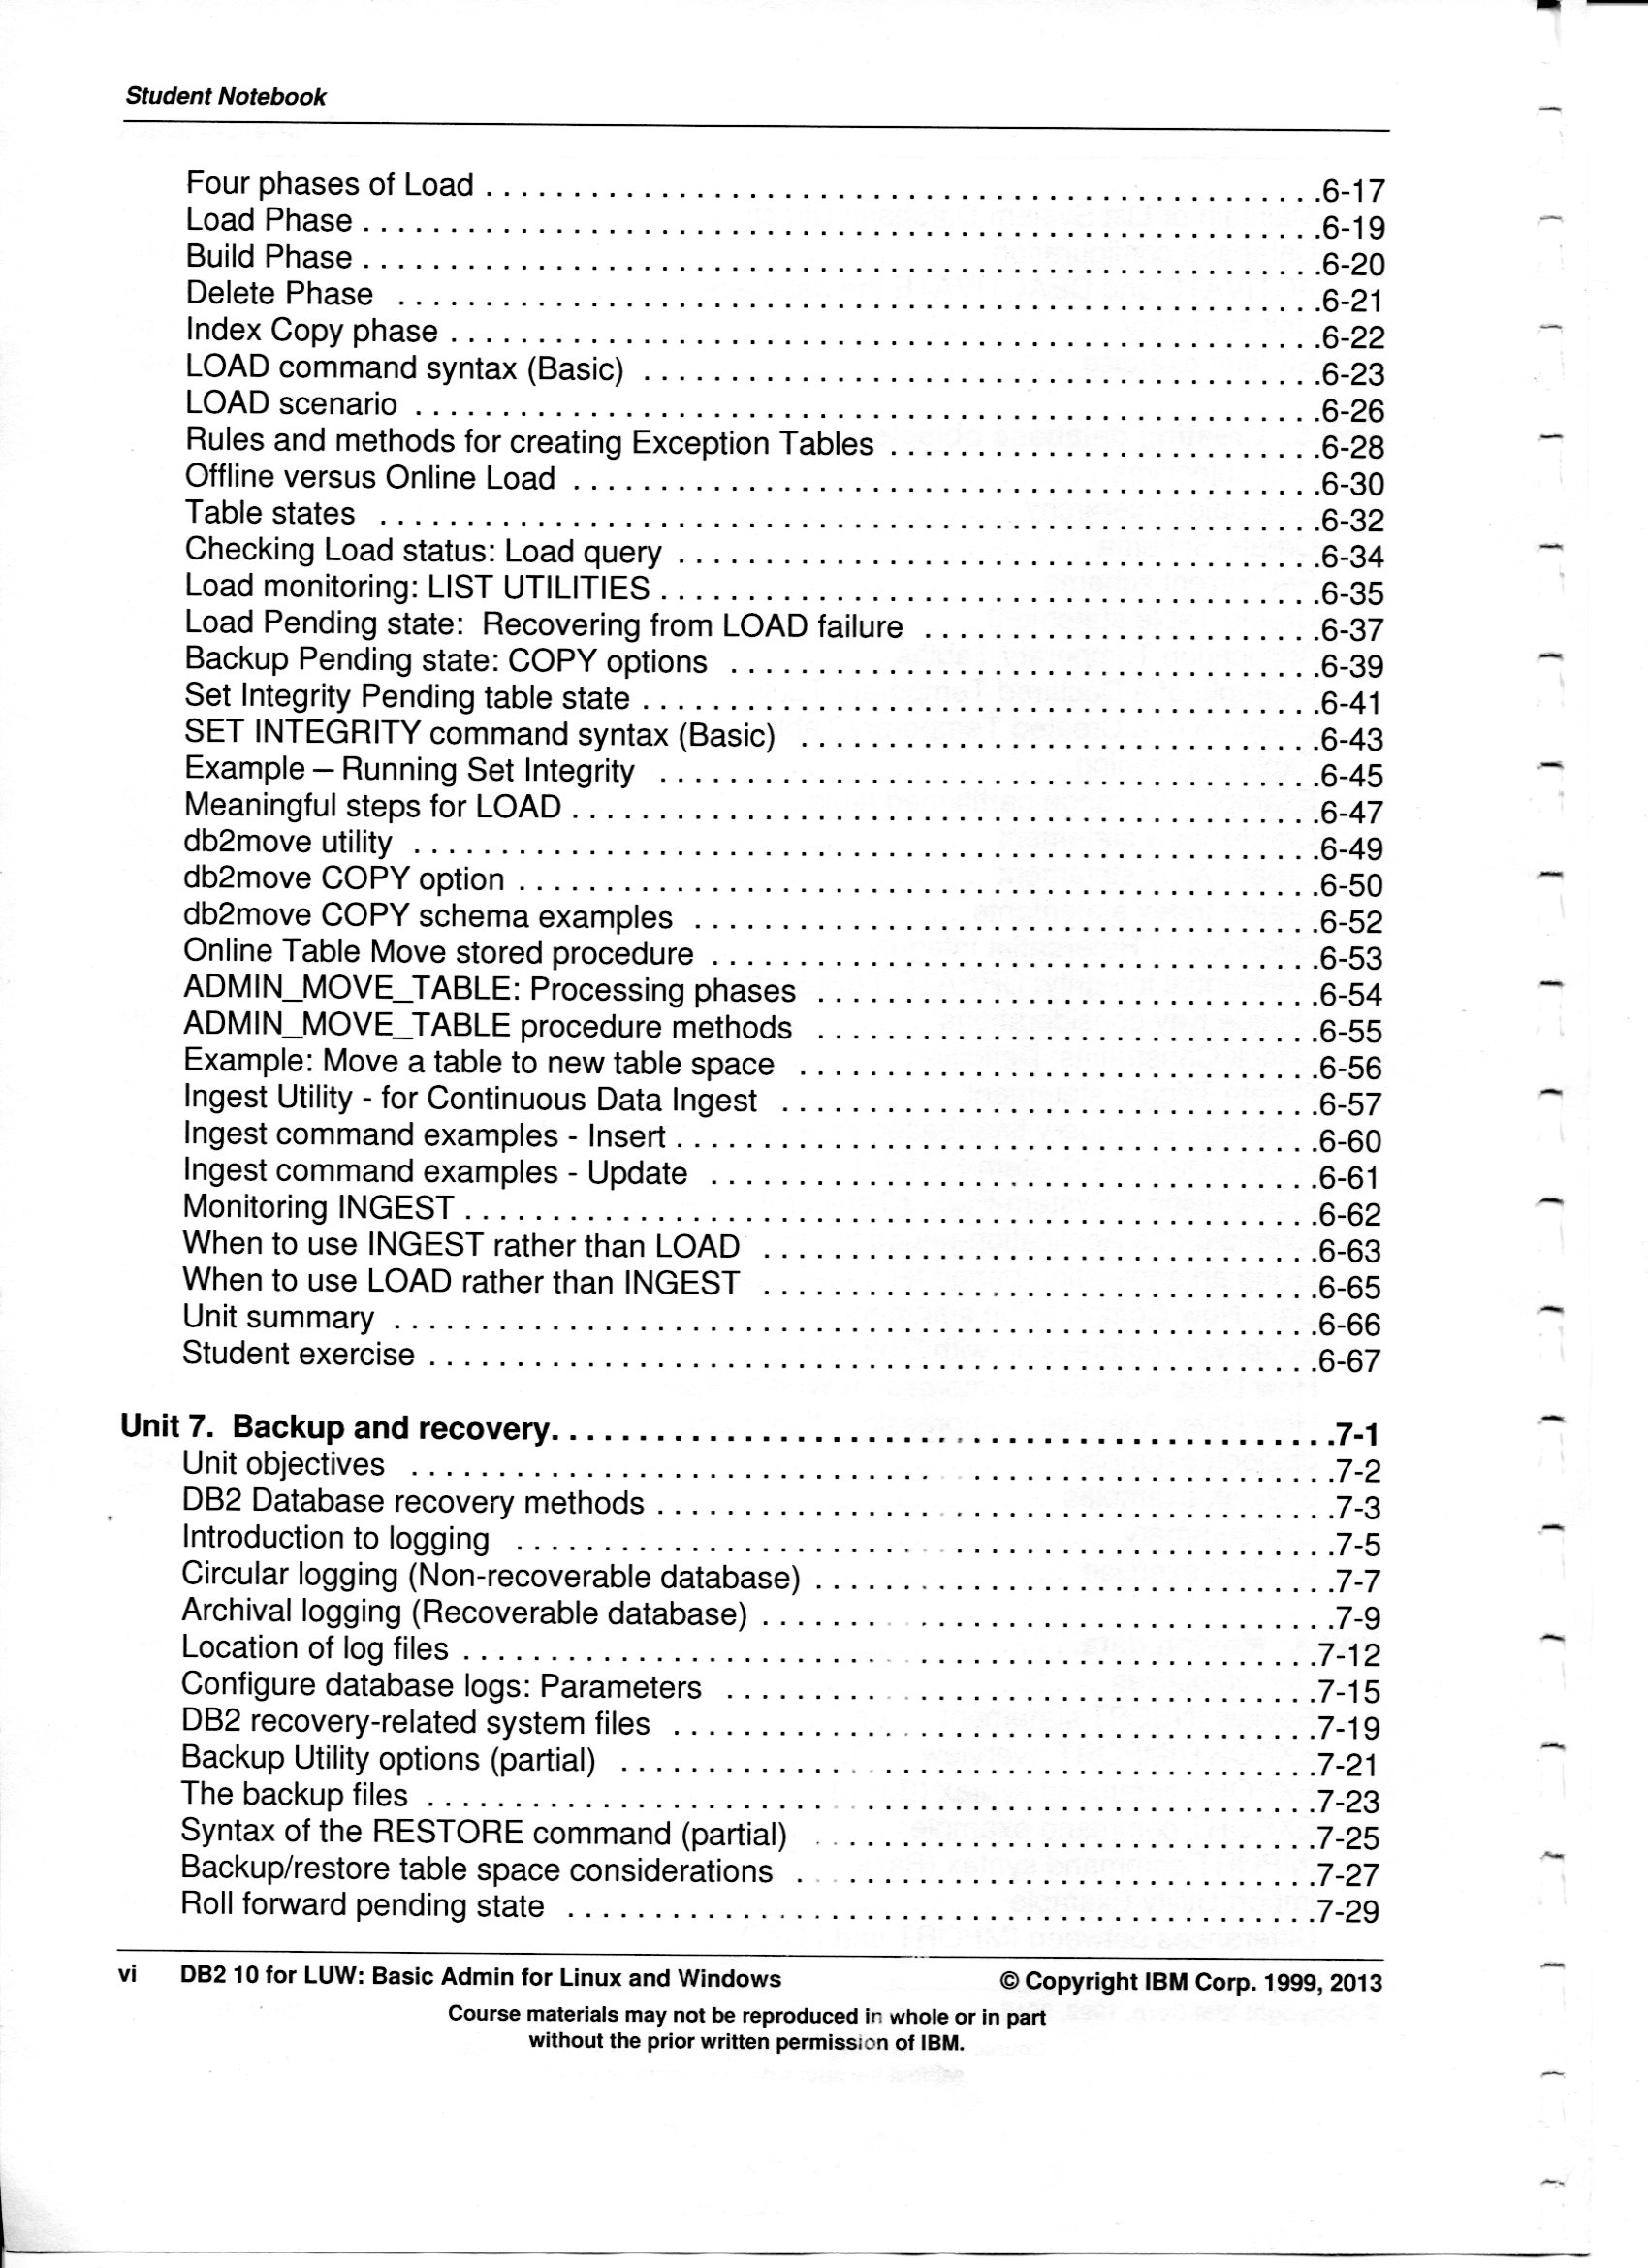 Student Notebook
Four phases of Load . . . . . . . . . . . . . . . . . . . . . . . . . . . . . . . . . . . . . . . . . . . . . . . .6-17
Load Phase . . . . . . . . . . . . . . . . . . . . . . . . . . . . . . . . . . . . . . . . . . . . . . . . . . . . . . .6-19
Build Phase . . . . . . . . . . . . . . . . . . . . . . . . . . . . . . . . . . . . . . . . . . . . . . . . . . . . . . .6-20
Delete Phase . . . . . . . . . . . . . . . . . . . . . . . . . . . . . . . . . . . . . . . . . . . . . . . . . . . . .6-21
Index Copy phase . . . . . . . . . . . . . . . . . . . . . . . . . . . . . . . . . . . . . . . . . . . . . . . . . .6-22
LOAD command syntax (Basic) . . . . . . . . . . . . . . . . . . . . . . . . . . . . . . . . . . . . . . .6-23
LOAD scenario . . . . . . . . . . . . . . . . . . . . . . . . . . . . . . . . . . . . . . . . . . . . . . . . . . . .6-26
Rules and methods for creating Exception Tables . . . . . . . . . . . . . . . . . . . . . . . . .6-28
Offline versus Online Load . . . . . . . . . . . . . . . . . . . . . . . . . . . . . . . . . . . . . . . . . . .6-30
Table states . . . . . . . . . . . . . . . . . . . . . . . . . . . . . . . . . . . . . . . . . . . . . . . . . . . . . .6-32
Checking Load status: Load query . . . . . . . . . . . . . . . . . . . . . . . . . . . . . . . . . . . . .6-34
Load monitoring: LIST UTILITIES . . . . . . . . . . . . . . . . . . . . . . . . . . . . . . . . . . . . . .6-35
Load Pending state: Recovering from LOAD failure . . . . . . . . . . . . . . . . . . . . . . .6-37
Backup Pending state: COPY options . . . . . . . . . . . . . . . . . . . . . . . . . . . . . . . . . .6-39
Set Integrity Pending table state . . . . . . . . . . . . . . . . . . . . . . . . . . . . . . . . . . . . . . .6-41
SET INTEGRITY command syntax (Basic) . . . . . . . . . . . . . . . . . . . . . . . . . . . . . .6-43
Example – Running Set Integrity . . . . . . . . . . . . . . . . . . . . . . . . . . . . . . . . . . . . . .6-45
Meaningful steps for LOAD . . . . . . . . . . . . . . . . . . . . . . . . . . . . . . . . . . . . . . . . . . .6-47
db2move utility . . . . . . . . . . . . . . . . . . . . . . . . . . . . . . . . . . . . . . . . . . . . . . . . . . . .6-49
db2move COPY option . . . . . . . . . . . . . . . . . . . . . . . . . . . . . . . . . . . . . . . . . . . . . .6-50
db2move COPY schema examples . . . . . . . . . . . . . . . . . . . . . . . . . . . . . . . . . . . .6-52
Online Table Move stored procedure . . . . . . . . . . . . . . . . . . . . . . . . . . . . . . . . . . .6-53
ADMIN_MOVE_TABLE: Processing phases . . . . . . . . . . . . . . . . . . . . . . . . . . . . .6-54
ADMIN_MOVE_TABLE procedure methods . . . . . . . . . . . . . . . . . . . . . . . . . . . . .6-55
Example: Move a table to new table space . . . . . . . . . . . . . . . . . . . . . . . . . . . . . .6-56
Ingest Utility - for Continuous Data Ingest . . . . . . . . . . . . . . . . . . . . . . . . . . . . . . .6-57
Ingest command examples - Insert . . . . . . . . . . . . . . . . . . . . . . . . . . . . . . . . . . . . .6-60
Ingest command examples - Update . . . . . . . . . . . . . . . . . . . . . . . . . . . . . . . . . . .6-61
Monitoring INGEST . . . . . . . . . . . . . . . . . . . . . . . . . . . . . . . . . . . . . . . . . . . . . . . . .6-62
When to use INGEST rather than LOAD . . . . . . . . . . . . . . . . . . . . . . . . . . . . . . . .6-63
When to use LOAD rather than INGEST . . . . . . . . . . . . . . . . . . . . . . . . . . . . . . . .6-65
Unit summary . . . . . . . . . . . . . . . . . . . . . . . . . . . . . . . . . . . . . . . . . . . . . . . . . . . . .6-66
Student exercise . . . . . . . . . . . . . . . . . . . . . . . . . . . . . . . . . . . . . . . . . . . . . . . . . . .6-67
Unit 7. Backup and recovery. . . . . . . . . . . . . . . . . . . . . . . . . . . . . . . . . . . . . . . . .7-1
Unit objectives . . . . . . . . . . . . . . . . . . . . . . . . . . . . . . . . . . . . . . . . . . . . . . . . . . . . .7-2
DB2 Database recovery methods . . . . . . . . . . . . . . . . . . . . . . . . . . . . . . . . . . . . . . .7-3
Introduction to logging . . . . . . . . . . . . . . . . . . . . . . . . . . . . . . . . . . . . . . . . . . . . . . .7-5
Circular logging (Non-recoverable database) . . . . . . . . . . . . . . . . . . . . . . . . . . . . . .7-7
Archival logging (Recoverable database) . . . . . . . . . . . . . . . . . . . . . . . . . . . . . . . . .7-9
Location of log files . . . . . . . . . . . . . . . . . . . . . . . . . . . . . . . . . . . . . . . . . . . . . . . . .7-12
Configure database logs: Parameters . . . . . . . . . . . . . . . . . . . . . . . . . . . . . . . . . .7-15
DB2 recovery-related system files . . . . . . . . . . . . . . . . . . . . . . . . . . . . . . . . . . . . .7-19
Backup Utility options (partial) . . . . . . . . . . . . . . . . . . . . . . . . . . . . . . . . . . . . . . . .7-21
The backup files . . . . . . . . . . . . . . . . . . . . . . . . . . . . . . . . . . . . . . . . . . . . . . . . . . .7-23
Syntax of the RESTORE command (partial) . . . . . . . . . . . . . . . . . . . . . . . . . . . . .7-25
Backup/restore table space considerations . . . . . . . . . . . . . . . . . . . . . . . . . . . . . .7-27
Roll forward pending state . . . . . . . . . . . . . . . . . . . . . . . . . . . . . . . . . . . . . . . . . . .7-29
vi DB2 10 for LUW: Basic Admin for Linux and Windows © Copyright IBM Corp. 1999, 2013
Course materials may not be reproduced in whole or in part
without the prior written permission of IBM.